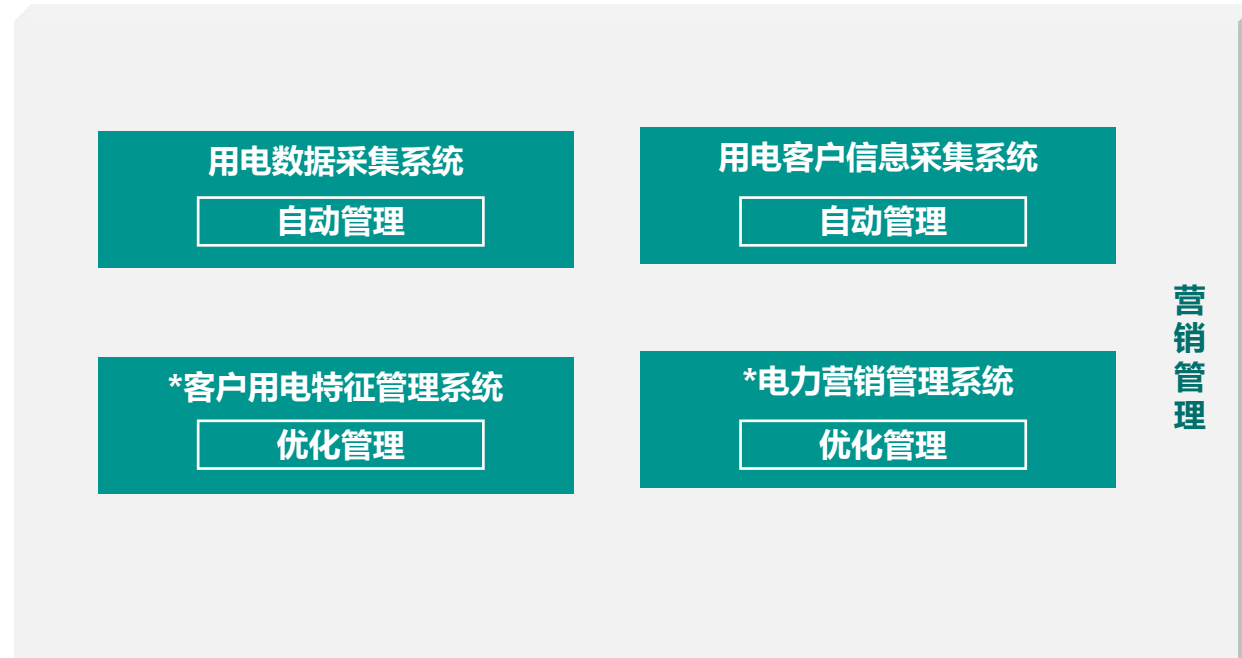 用电数据采集系统
自动管理
用电客户信息采集系统
自动管理
*客户用电特征管理系统
优化管理
*电力营销管理系统
优化管理
营销管理